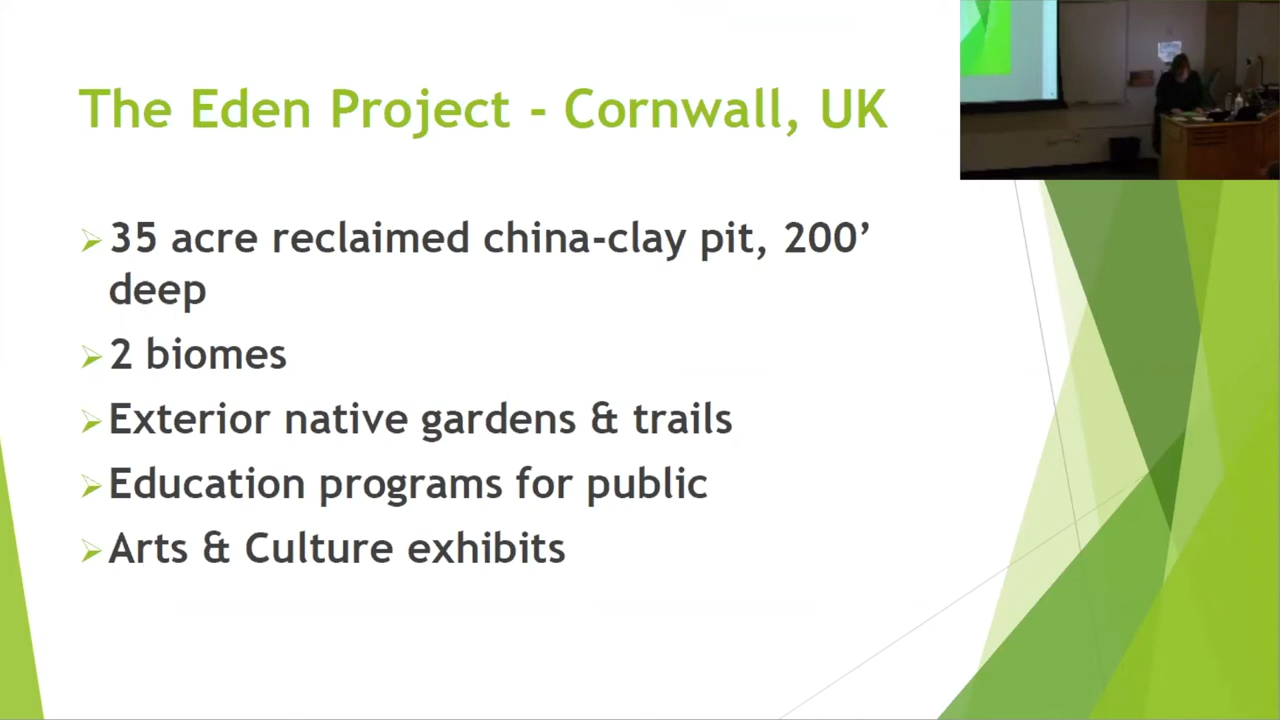 The Eden Project - Cornwall, UK
35 acre reclaimed china-clay pit, 200’
deep
2 biomes
Exterior native gardens & trails
Education programs for public
Arts & Culture exhibits